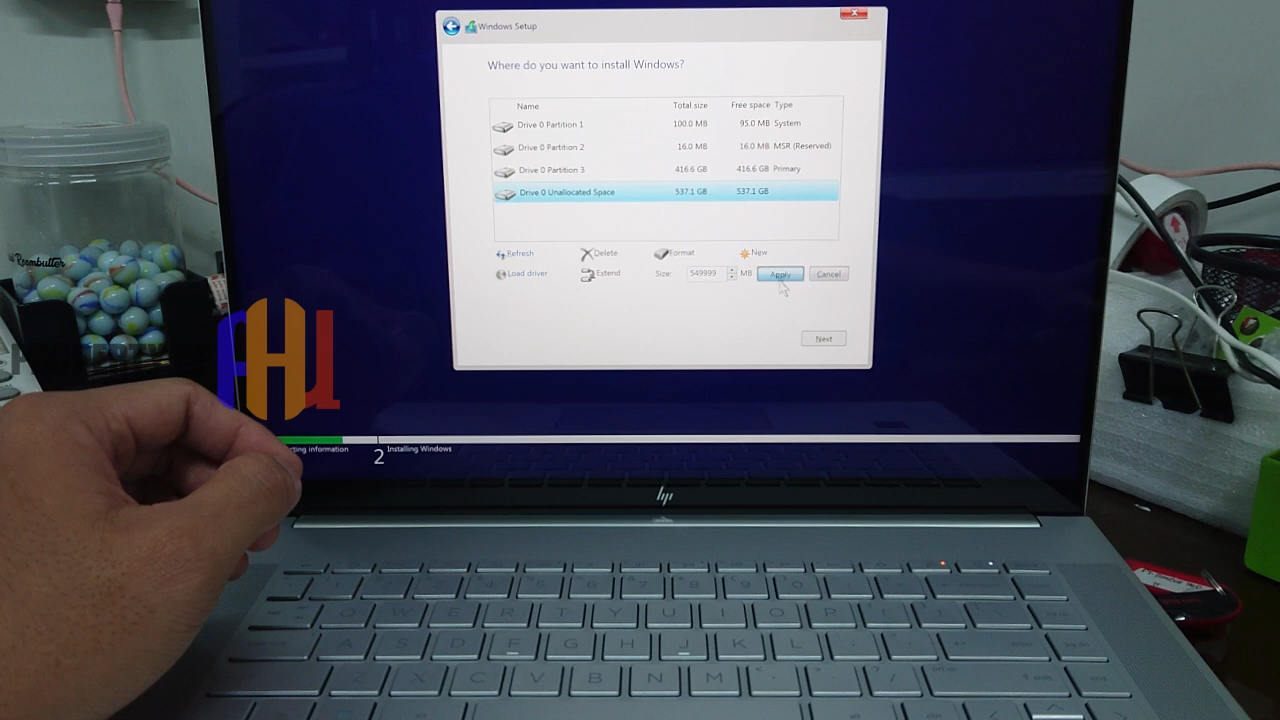 Windows Setup
Where do you want to install Windows?
Name Total size Free space Type
Drive 0 Partition 1 100.0 MB 95.0 MB System
Drive 0 Partition 2 16.0 MB 16.0 MB MSR (Reserved)
Drive 0 Partition 3 416.6 GB 416.6 GB Primary
Drive 0 Unallocated Space 537.1 GB 537.1 GB
Refresh Delete Format New
Load driver Extend Size: 549999 MB Apply Cancel
Next
AHU
information 2 Installing Windows
hp
Q W E R T Y U I O P
A S D F G H J K L
Z X C V B N M